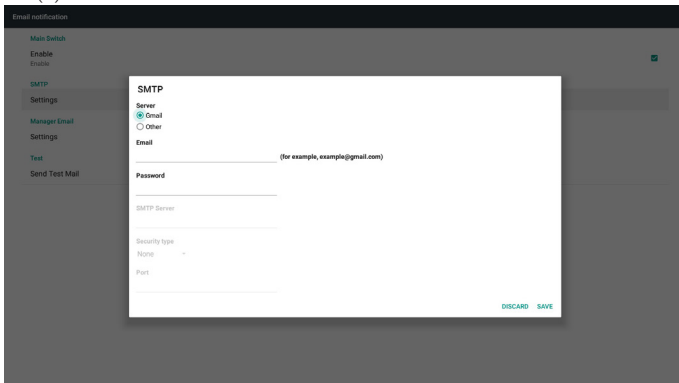 Email notification
Main Switch
Enable
Enable
SMTP
Settings
Manager Email
Settings
Test
Send Test Mail
SMTP
Server
Gmail
Other
Email
(for example, example@gmail.com)
Password
SMTP Server
Security type
None
Port
DISCARD SAVE